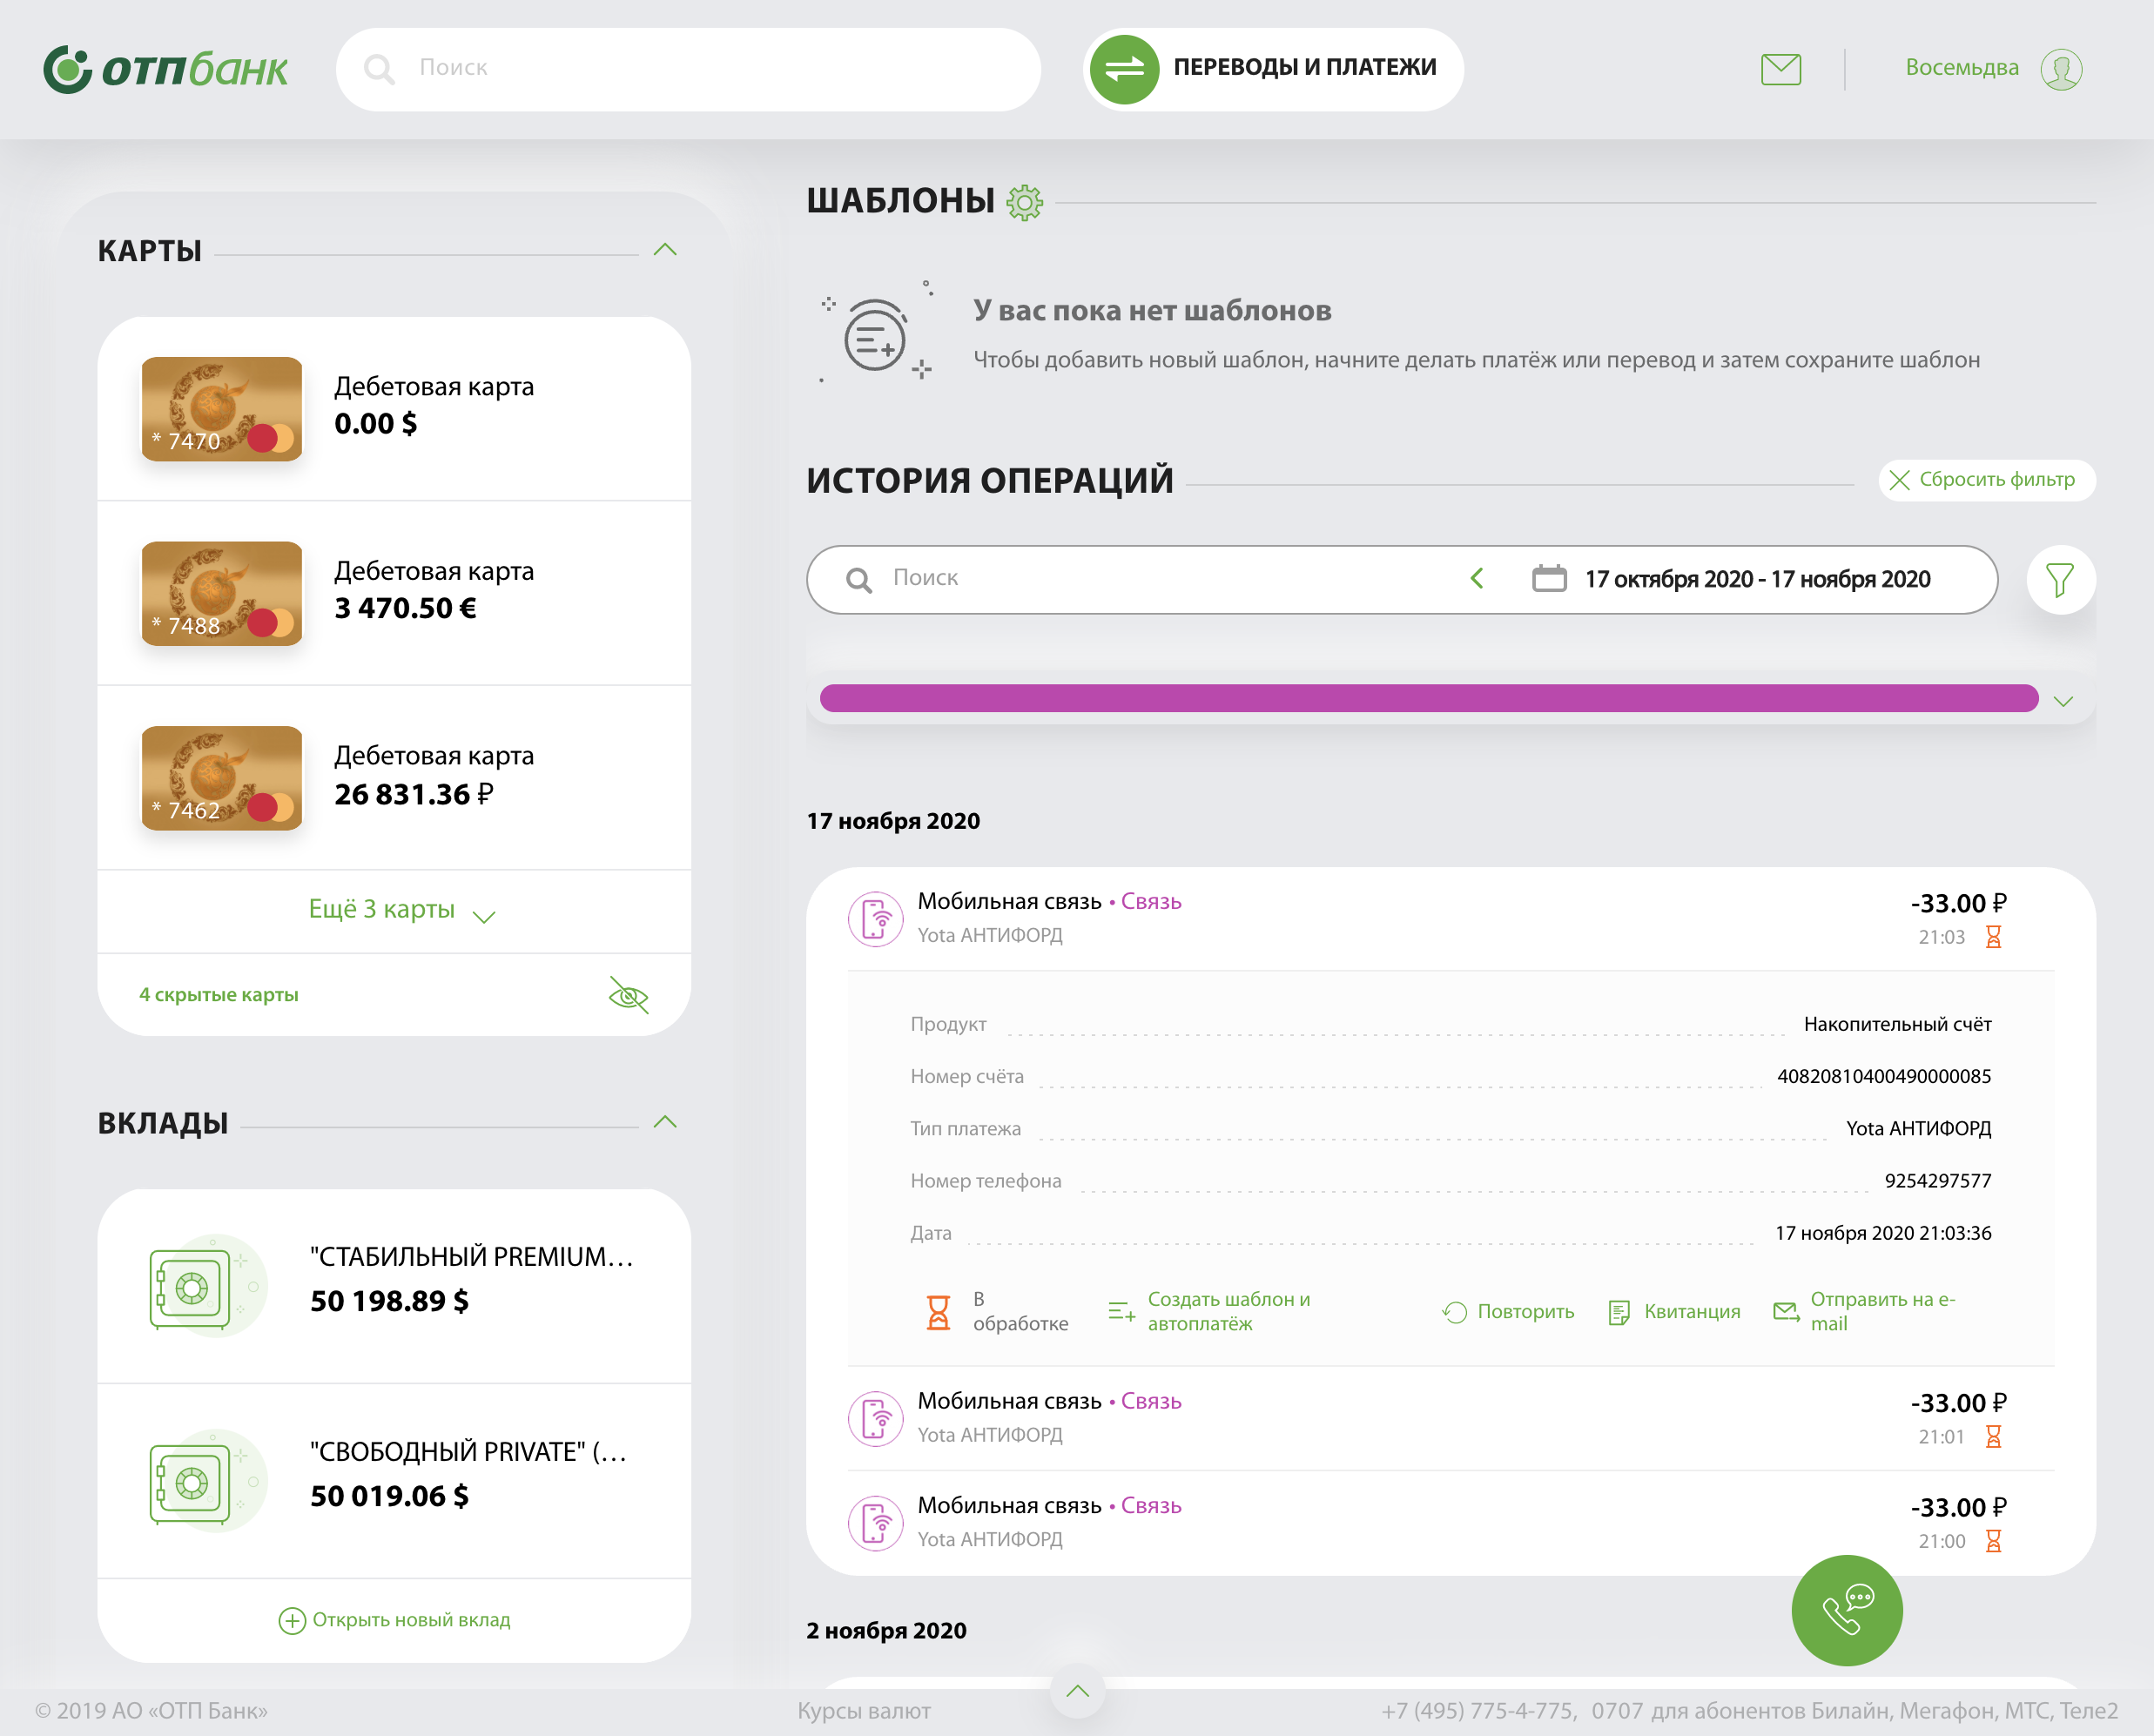 ОТПбанк
Поиск
ПЕРЕВОДЫ И ПЛАТЕЖИ
Восемьдва
КАРТЫ
Дебетовая карта
0.00 $
* 7470
Дебетовая карта
3 470.50 €
* 7488
Дебетовая карта
26 831.36 ₽
* 7462
Ещё 3 карты
4 скрытые карты
ВКЛАДЫ
"СТАБИЛЬНЫЙ PREMIUM...
50 198.89 $
"СВОБОДНЫЙ PRIVATE" (...
50 019.06 $
Открыть новый вклад
ШАБЛОНЫ
У вас пока нет шаблонов
Чтобы добавить новый шаблон, начните делать платёж или перевод и затем сохраните шаблон
ИСТОРИЯ ОПЕРАЦИЙ
Сбросить фильтр
Поиск
17 октября 2020 - 17 ноября 2020
17 ноября 2020
Мобильная связь • Связь
-33.00 ₽
Yota АНТИФОРД
21:03
Продукт
Накопительный счёт
Номер счёта
40820810400490000085
Тип платежа
Yota АНТИФОРД
Номер телефона
9254297577
Дата
17 ноября 2020 21:03:36
В
обработке
Создать шаблон и
автоплатёж
Повторить
Квитанция
Отправить на e-
mail
Мобильная связь • Связь
-33.00 ₽
Yota АНТИФОРД
21:01
Мобильная связь • Связь
-33.00 ₽
Yota АНТИФОРД
21:00
2 ноября 2020
© 2019 АО «ОТП Банк»
Курсы валют
+7 (495) 775-4-775, 0707 для абонентов Билайн, Мегафон, МТС, Теле2